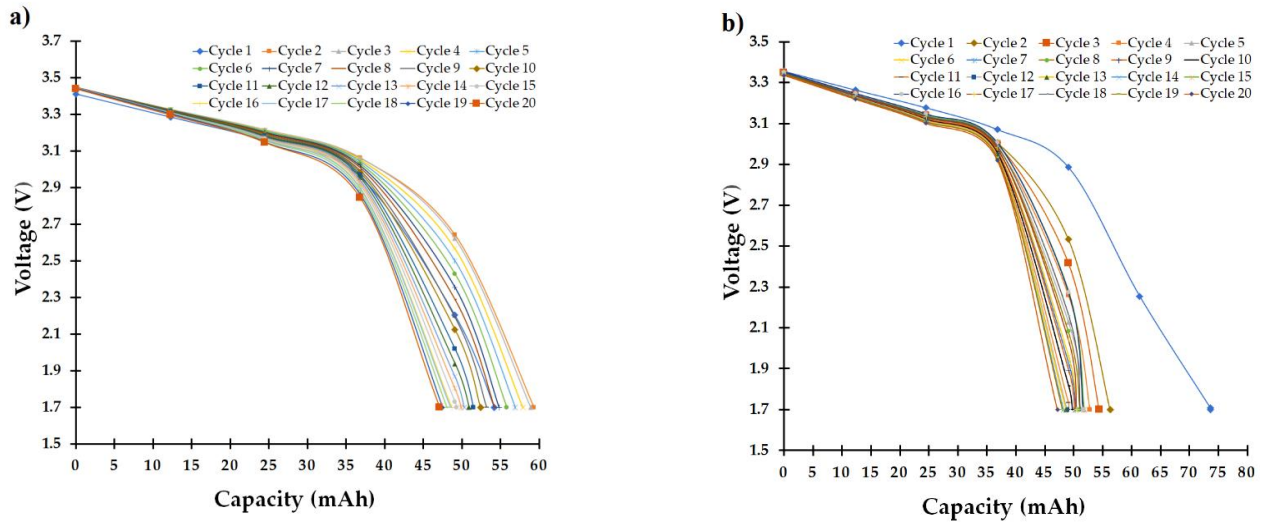 a)
3.7
Cycle 1 Cycle 2 Cycle 3 Cycle 4 Cycle 5
Cycle 6 Cycle 7 Cycle 8 Cycle 9 Cycle 10
Cycle 11 Cycle 12 Cycle 13 Cycle 14 Cycle 15
Cycle 16 Cycle 17 Cycle 18 Cycle 19 Cycle 20
3.5
3.3
3.1
2.9
2.7
2.5
2.3
2.1
1.9
1.7
1.5
Voltage (V)
0 5 10 15 20 25 30 35 40 45 50 55 60
Capacity (mAh)
b)
3.5
Cycle 1 Cycle 2 Cycle 3 Cycle 4 Cycle 5
Cycle 6 Cycle 7 Cycle 8 Cycle 9 Cycle 10
Cycle 11 Cycle 12 Cycle 13 Cycle 14 Cycle 15
Cycle 16 Cycle 17 Cycle 18 Cycle 19 Cycle 20
3.3
3.1
2.9
2.7
2.5
2.3
2.1
1.9
1.7
1.5
Voltage (V)
0 5 10 15 20 25 30 35 40 45 50 55 60 65 70 75 80
Capacity (mAh)